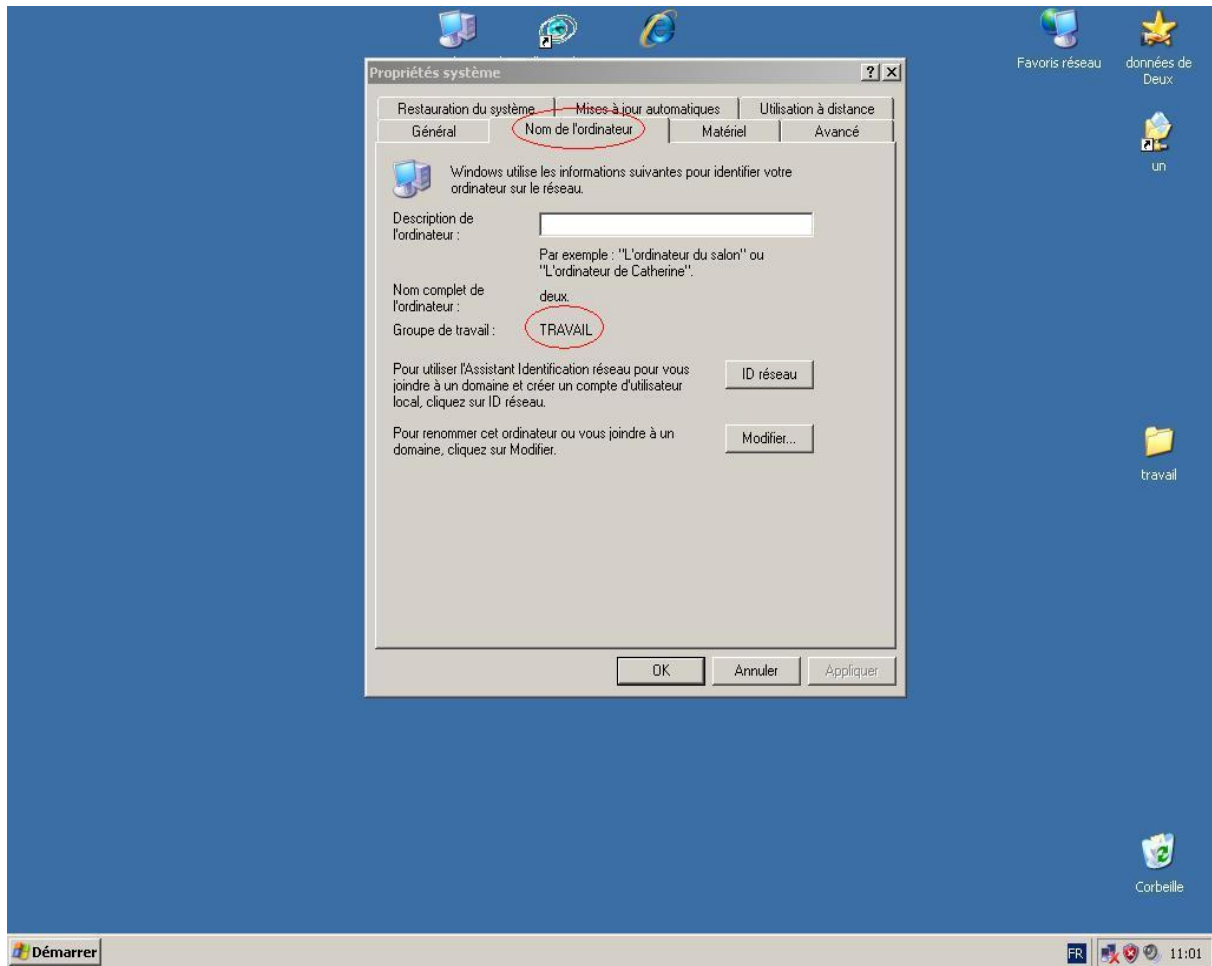 Favoris réseau
données de
Deux
un
Propriétés système
Restauration du système
Mises à jour automatiques
Utilisation à distance
Général
Nom de l'ordinateur
Matériel
Avancé
Windows utilise les informations suivantes pour identifier votre
ordinateur sur le réseau.
Description de
l'ordinateur :
Par exemple : "L'ordinateur du salon" ou
"L'ordinateur de Catherine".
Nom complet de
l'ordinateur :
deux.
Groupe de travail :
TRAVAIL
Pour utiliser l'Assistant Identification réseau pour vous
joindre à un domaine et créer un compte d'utilisateur
local, cliquez sur ID réseau.
ID réseau
Pour renommer cet ordinateur ou vous joindre à un
domaine, cliquez sur Modifier.
Modifier...
OK
Annuler
Appliquer
travail
Corbeille
Démarrer
FR
11:01